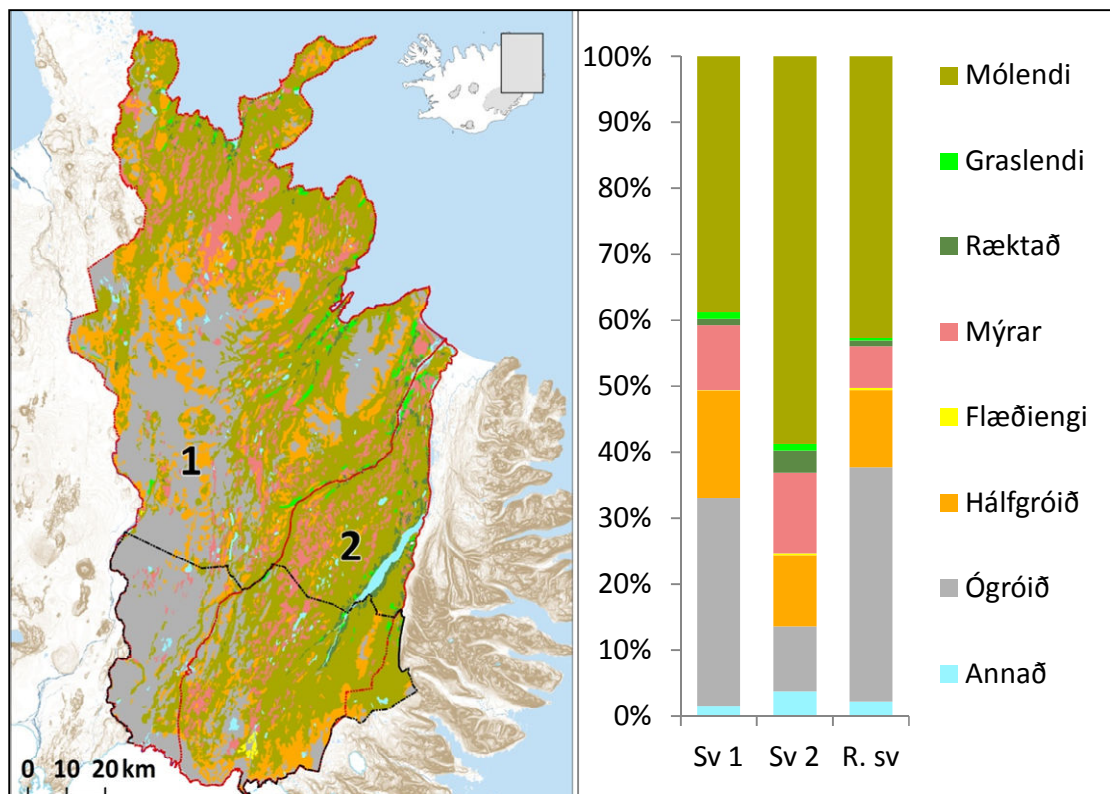 1
2
0 10 20 km
100%
90%
80%
70%
60%
50%
40%
30%
20%
10%
0%
Sv 1 Sv 2 R. sv
Mólendi
Graslendi
Ræktað
Mýrar
Flæðiengi
Hálfgróið
Ógróið
Annað